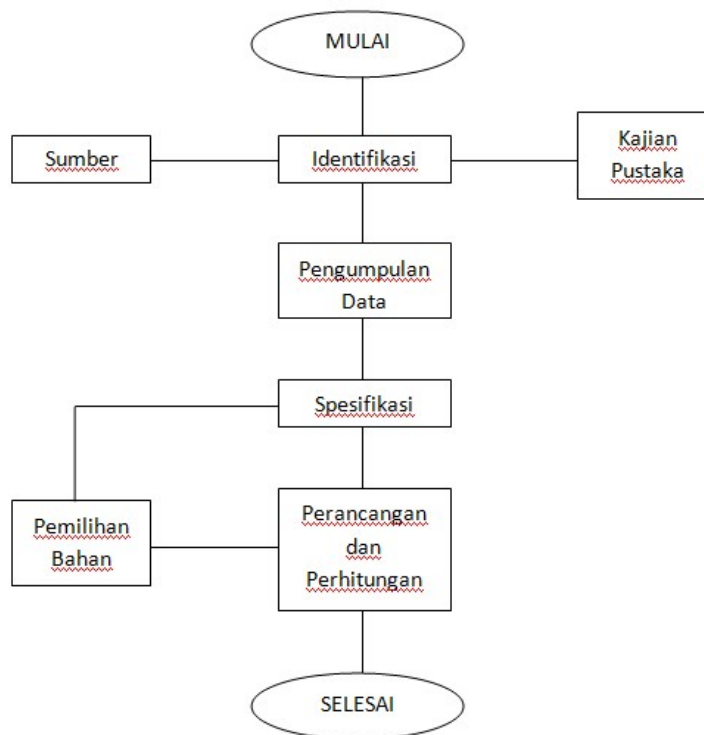 MULAI
Sumber
Identifikasi
Kajian
Pustaka
Pengumpulan
Data
Spesifikasi
Pemilihan
Bahan
Perancangan
dan
Perhitungan
SELESAI